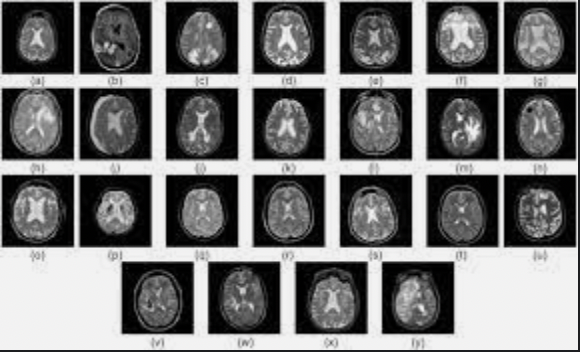 (a) (b) (c) (d) (e) (f) (g)
(h) (i) (j) (k) (l) (m) (n)
(o) (p) (q) (r) (s) (t) (u)
(v) (w) (x) (y)